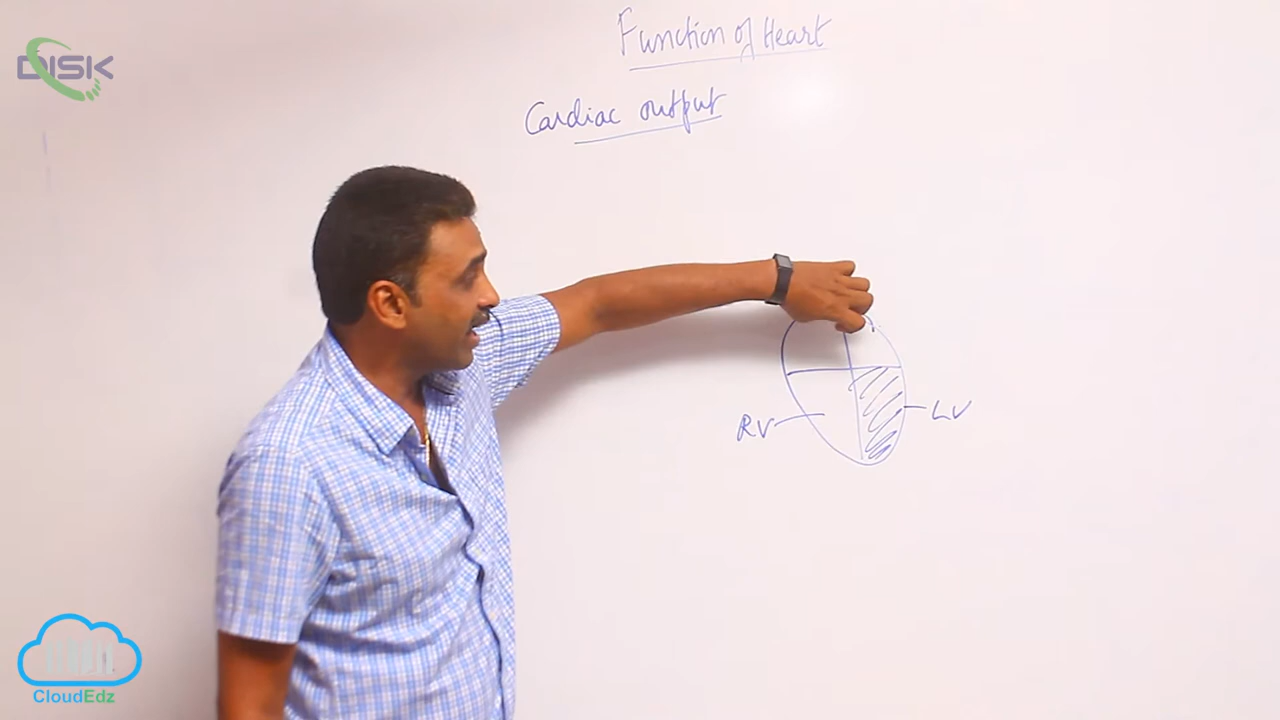 Function of Heart
DISK
Cardiac output
RV
LV
CloudEdz